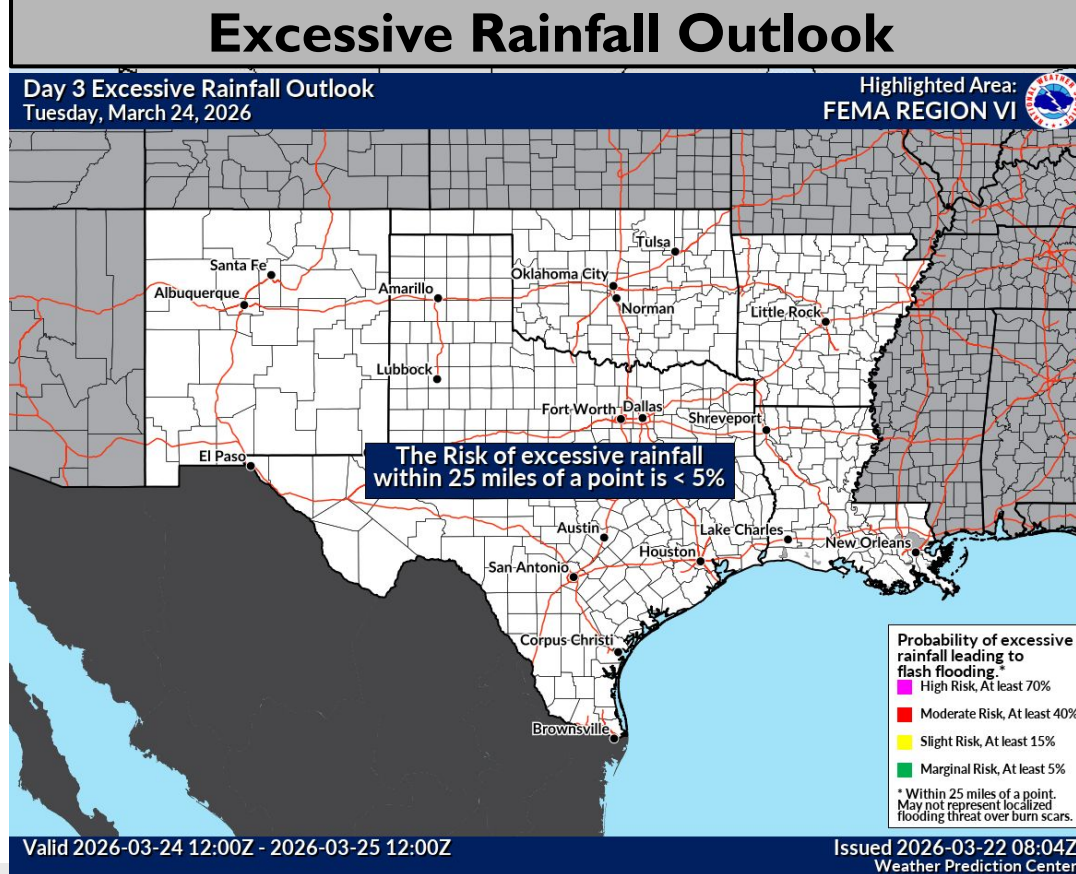 Excessive Rainfall Outlook
Day 3 Excessive Rainfall Outlook
Tuesday, March 24, 2026
Highlighted Area:
FEMA REGION VI
Tulsa
Santa Fe
Oklahoma City
Albuquerque
Amarillo
Norman
Little Rock
Lubbock
Fort Worth
Dallas
Shreveport
El Paso
The Risk of excessive rainfall
within 25 miles of a point is < 5%
Austin
Lake Charles
New Orleans
Houston
San Antonio
Corpus Christi
Brownsville
Probability of excessive
rainfall leading to
flash flooding.*
High Risk, At least 70%
Moderate Risk, At least 40%
Slight Risk, At least 15%
Marginal Risk, At least 5%
* Within 25 miles of a point.
May not represent localized
flooding threat over burn scars.
Valid 2026-03-24 12:00Z - 2026-03-25 12:00Z
Issued 2026-03-22 08:04Z
Weather Prediction Center